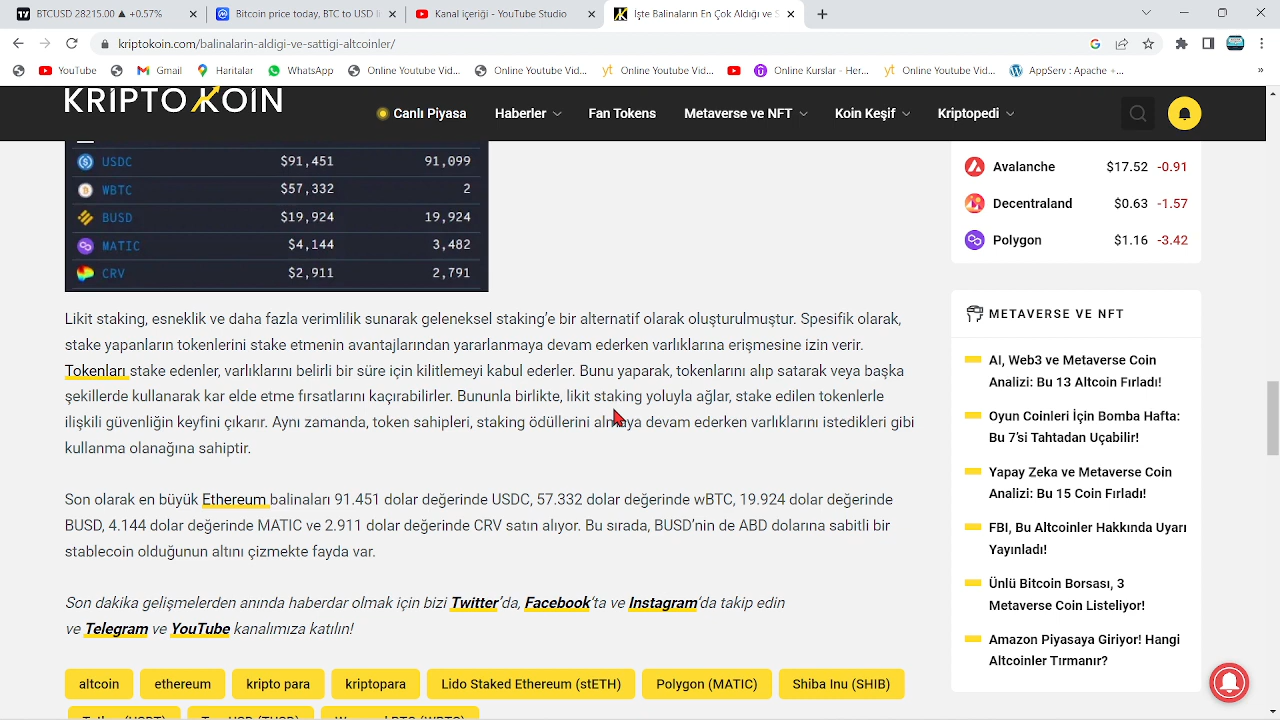 BTCUSD 28215.00 ▲ +0.57%
Bitcoin price today, BTC to USD li
Kanal içeriği - YouTube Studio
İşte Balinaların En Çok Aldığı ve S
kriptokoin.com/balinalarin-aldigi-ve-sattigi-altcoinler/
YouTube
Gmail
Haritalar
WhatsApp
Online Youtube Vid...
Online Youtube Vid...
Online Youtube Vid...
Online Kurslar - Her...
Online Youtube Vid...
AppServ : Apache +...
KRIPTOKOIN
Canlı Piyasa
Haberler
Fan Tokens
Metaverse ve NFT
Koin Keşif
Kriptopedi
USDC $91,451 91,099
WBTC $57,332 2
BUSD $19,924 19,924
MATIC $4,144 3,482
CRV $2,911 2,791
Likit staking, esneklik ve daha fazla verimlilik sunarak geleneksel staking’e bir alternatif olarak oluşturulmuştur. Spesifik olarak,
stake yapanların tokenlerini stake etmenin avantajlarından yararlanmaya devam ederken varlıklarına erişmesine izin verir.
Tokenları stake edenler, varlıklarını belirli bir süre için kilitlemeyi kabul ederler. Bunu yaparak, tokenlarını alıp satarak veya başka
şekillerde kullanarak kar elde etme fırsatlarını kaçırabilirler. Bununla birlikte, likit staking yoluyla ağlar, stake edilen tokenlerle
ilişkili güvenliğin keyfini çıkarır. Aynı zamanda, token sahipleri, staking ödüllerini almaya devam ederken varlıklarını istedikleri gibi
kullanma olanağına sahiptir.
Son olarak en büyük Ethereum balinaları 91.451 dolar değerinde USDC, 57.332 dolar değerinde wBTC, 19.924 dolar değerinde
BUSD, 4.144 dolar değerinde MATIC ve 2.911 dolar değerinde CRV satın alıyor. Bu sırada, BUSD’nin de ABD dolarına sabitli bir
stablecoin olduğunun altını çizmekte fayda var.
Son dakika gelişmelerden anında haberdar olmak için bizi Twitter’da, Facebook’ta ve Instagram’da takip edin
ve Telegram ve YouTube kanalımıza katılın!
altcoin
ethereum
kripto para
kriptopara
Lido Staked Ethereum (stETH)
Polygon (MATIC)
Shiba Inu (SHIB)
Avalanche $17.52 -0.91
Decentraland $0.63 -1.57
Polygon $1.16 -3.42
METAVERSE VE NFT
AI, Web3 ve Metaverse Coin
Analizi: Bu 13 Altcoin Fırladı!
Oyun Coinleri İçin Bomba Hafta:
Bu 7’si Tahtadan Uçabilir!
Yapay Zeka ve Metaverse Coin
Analizi: Bu 15 Coin Fırladı!
FBI, Bu Altcoinler Hakkında Uyarı
Yayınladı!
Ünlü Bitcoin Borsası, 3
Metaverse Coin Listeliyor!
Amazon Piyasaya Giriyor! Hangi
Altcoinler Tırmanır?